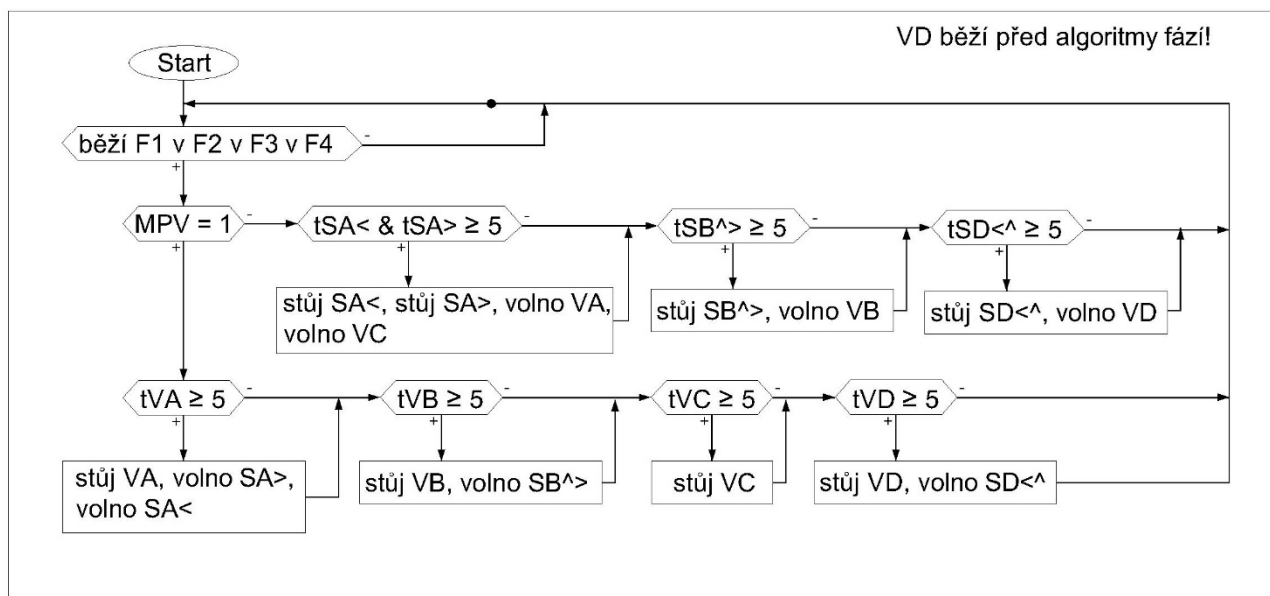 VD běží před algoritmy fází!
Start
běží F1 v F2 v F3 v F4
-
+
MPV = 1
-
+
tSA< & tSA> ≥ 5
-
+
tSB^> ≥ 5
-
+
tSD<^ ≥ 5
-
+
stůj SA<, stůj SA>, volno VA,
volno VC
stůj SB^>, volno VB
stůj SD<^, volno VD
tVA ≥ 5
-
+
tVB ≥ 5
-
+
tVC ≥ 5
-
+
tVD ≥ 5
-
+
stůj VA, volno SA>,
volno SA<
stůj VB, volno SB^>
stůj VC
stůj VD, volno SD<^